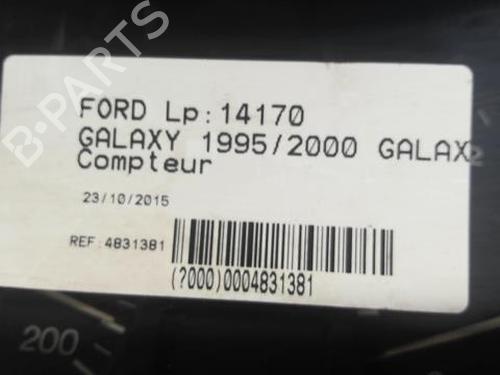 B-PARTS
FORD Lp:14170
GALAXY 1995/2000 GALAX
Compteur
23/10/2015
REF:4831381
(?000)0004831381
200